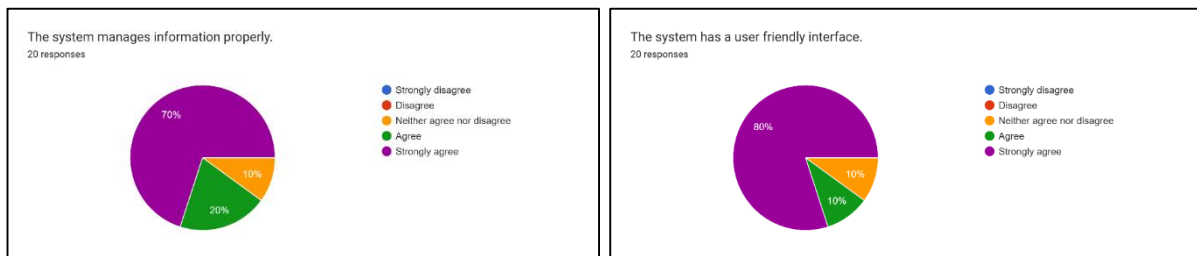 The system manages information properly.
20 responses
70%
10%
20%
Strongly disagree
Disagree
Neither agree nor disagree
Agree
Strongly agree
The system has a user friendly interface.
20 responses
80%
10%
10%
Strongly disagree
Disagree
Neither agree nor disagree
Agree
Strongly agree